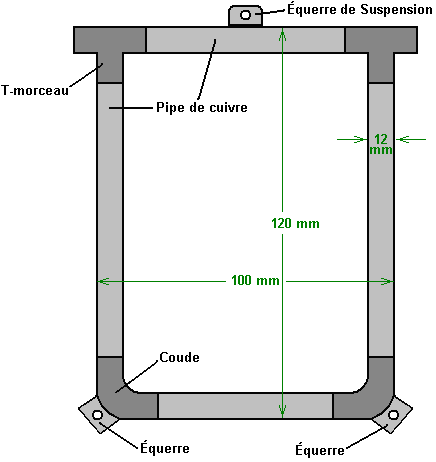 Équerre de Suspension
T-morceau
Pipe de cuivre
12
mm
120 mm
100 mm
Coude
Équerre
Équerre